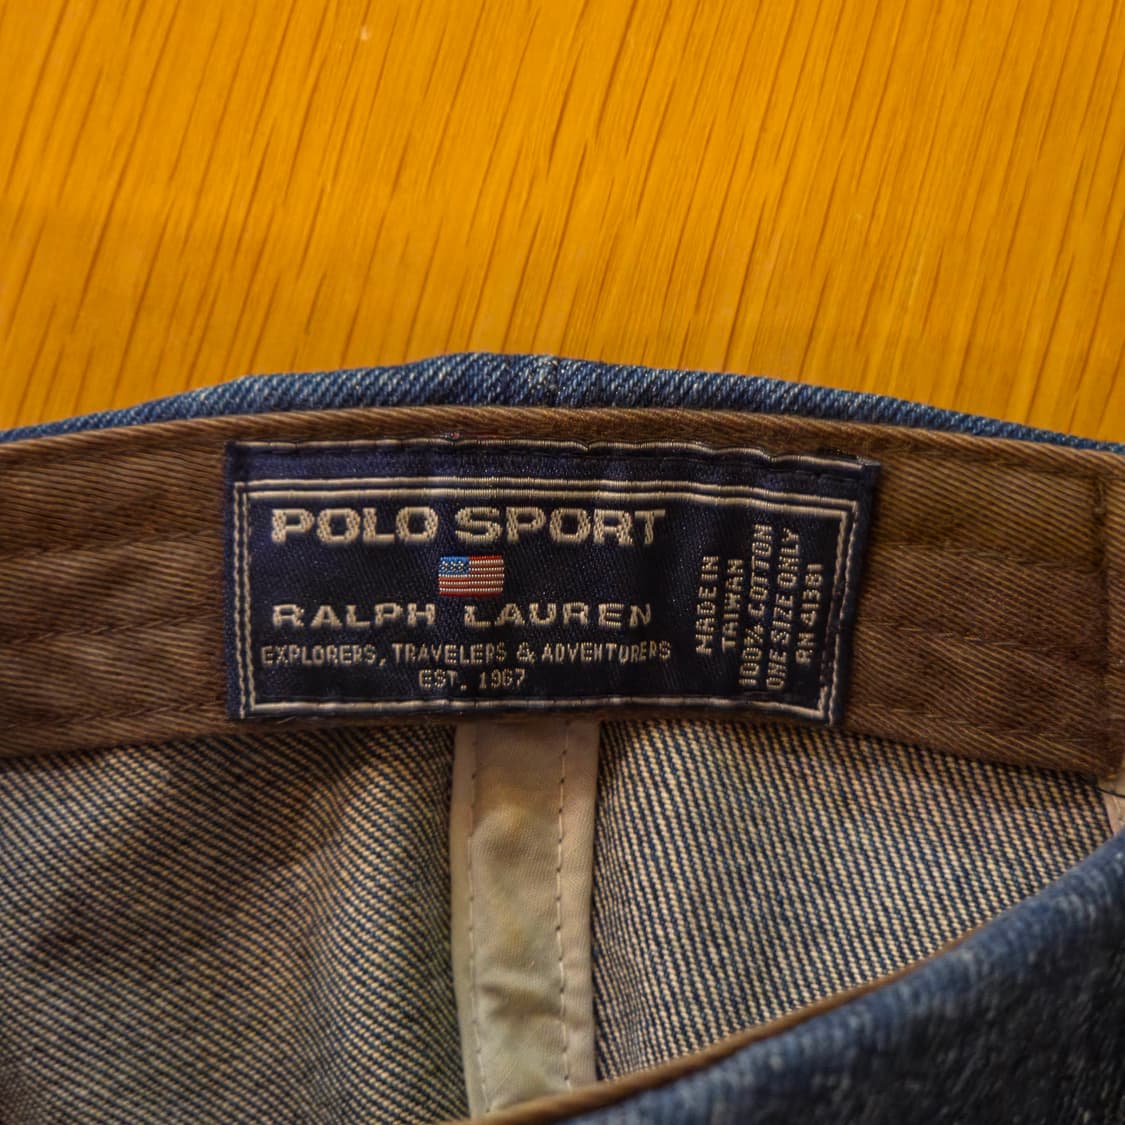 POLO SPORT
RALPH LAUREN
EXPLORERS, TRAVELERS & ADVENTURERS
EST. 1967
MADE IN
TAIWAN
100% COTTON
ONE SIZE ONLY
RN 41381